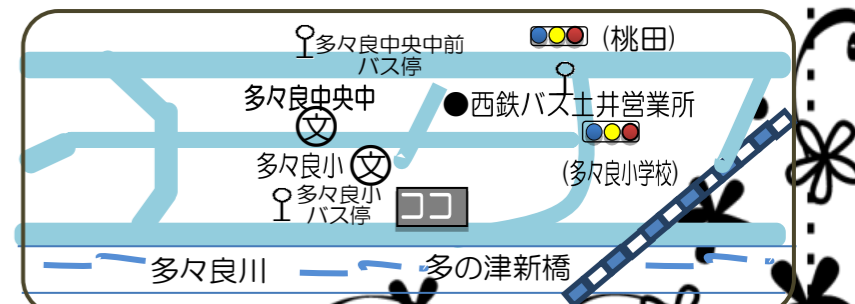 多々良中央中前
バス停
(桃田)
多々良中央中
文
●西鉄バス土井営業所
多々良小
文
(多々良小学校)
多々良小
バス停
ココ
多々良川
多の津新橋